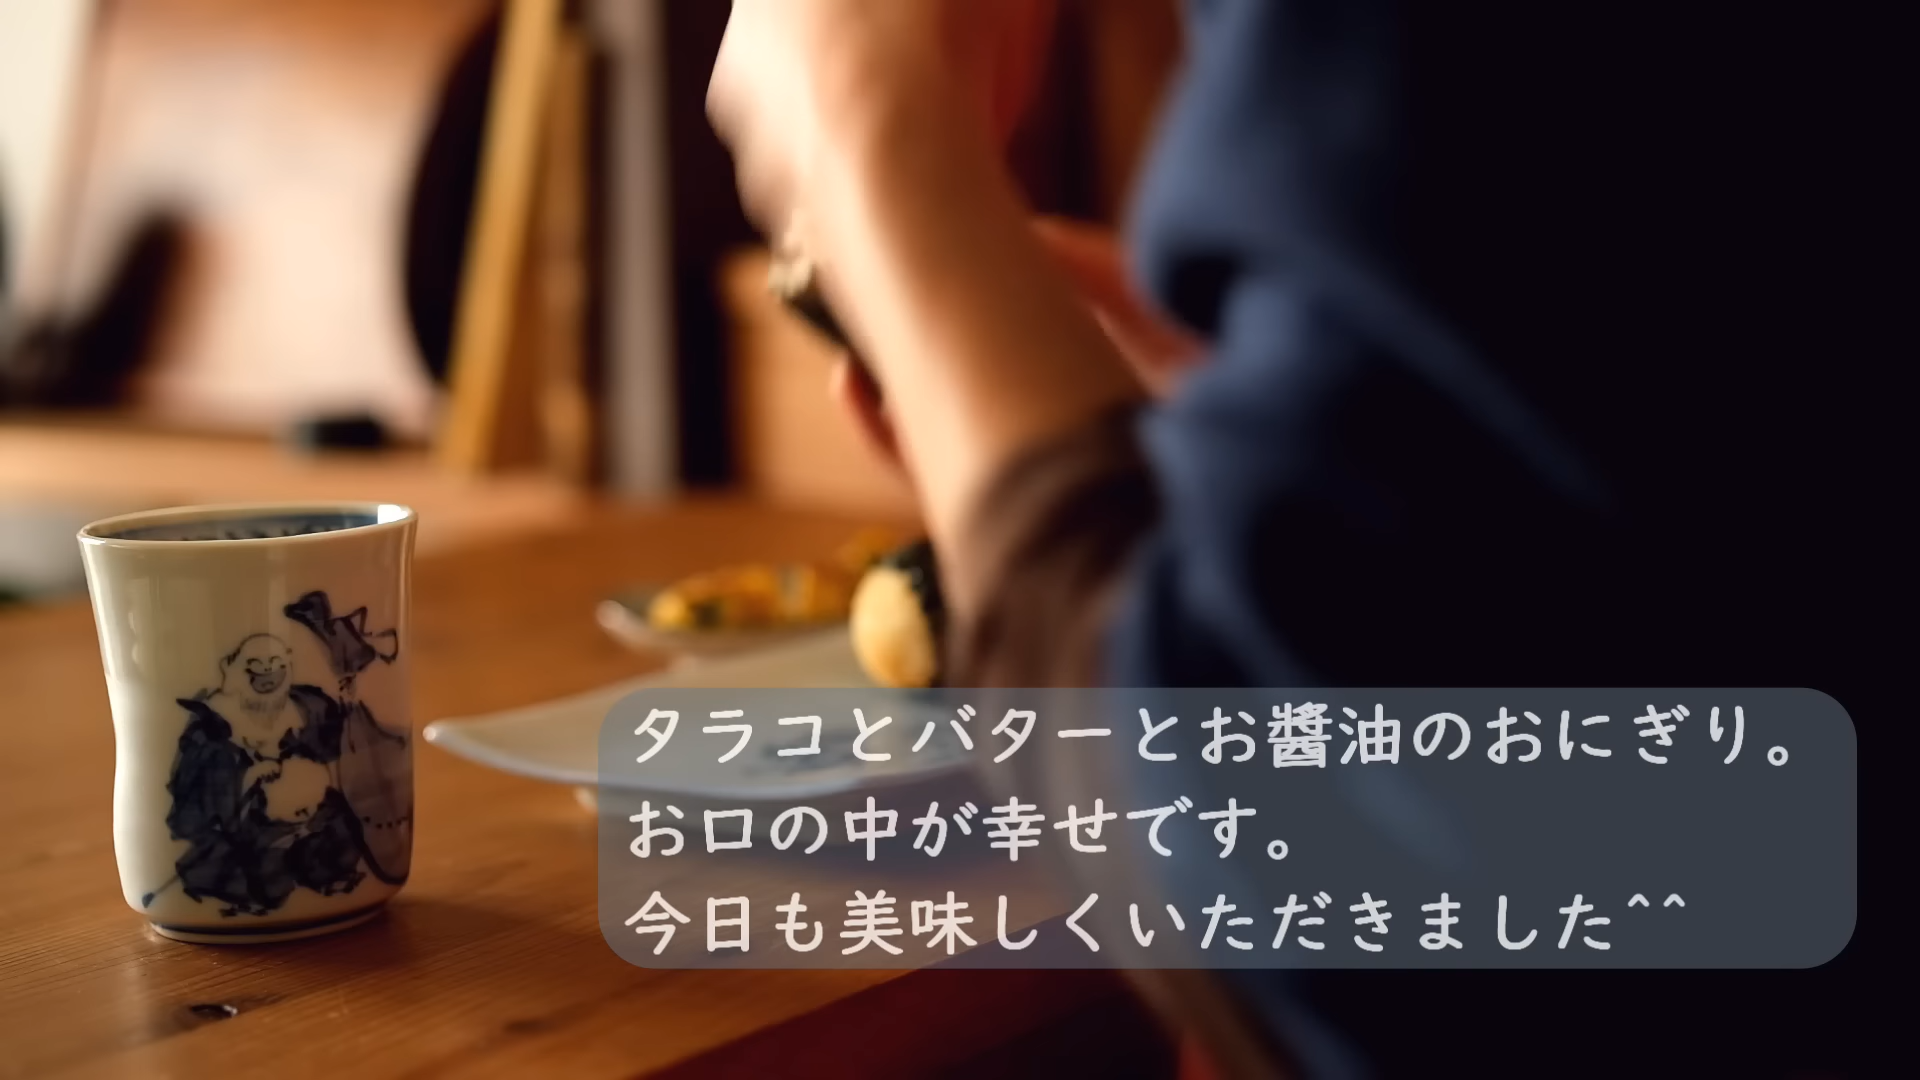 タラコとバターとお醬油のおにぎり。
お口の中が幸せです。
今日も美味しくいただきました^^